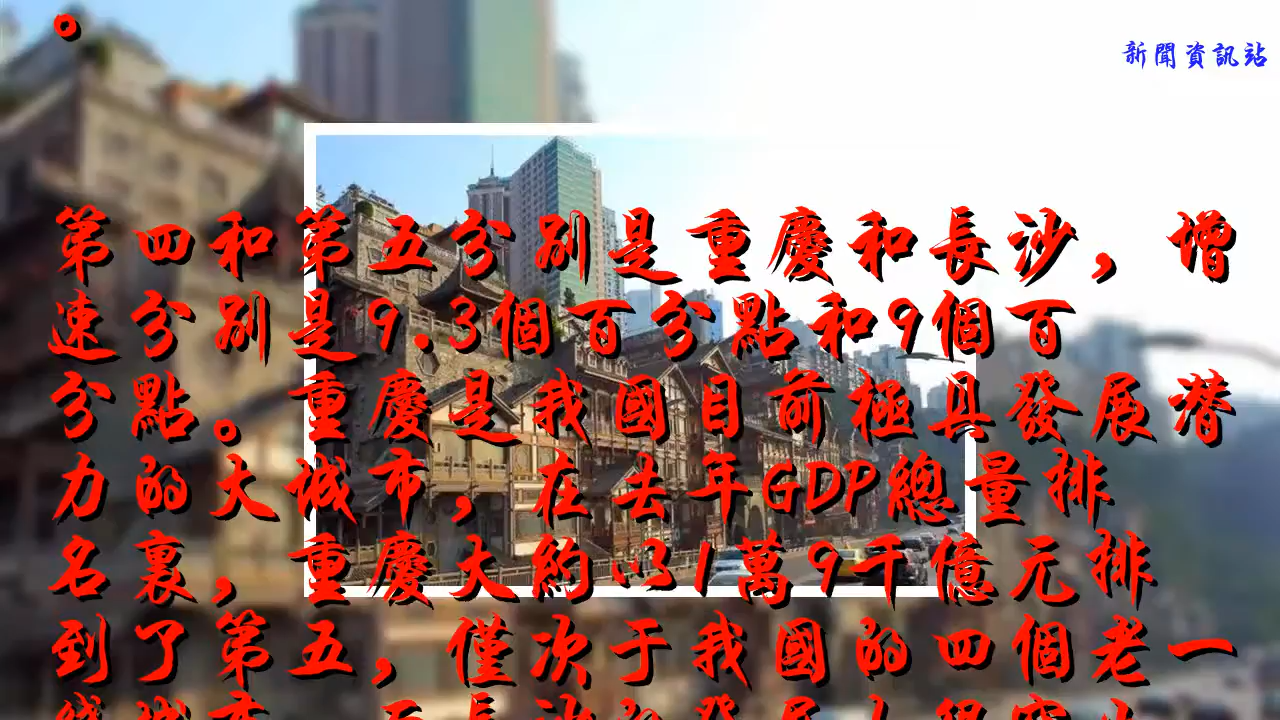 。
新聞資訊站
第四和第五分別是重慶和長沙，增
速分別是9.3個百分點和9個百
分點。重慶是我國目前極具發展潛
力的大城市，在去年GDP總量排
名裏，重慶大約以1萬9千億元排
到了第五，僅次于我國的四個老一